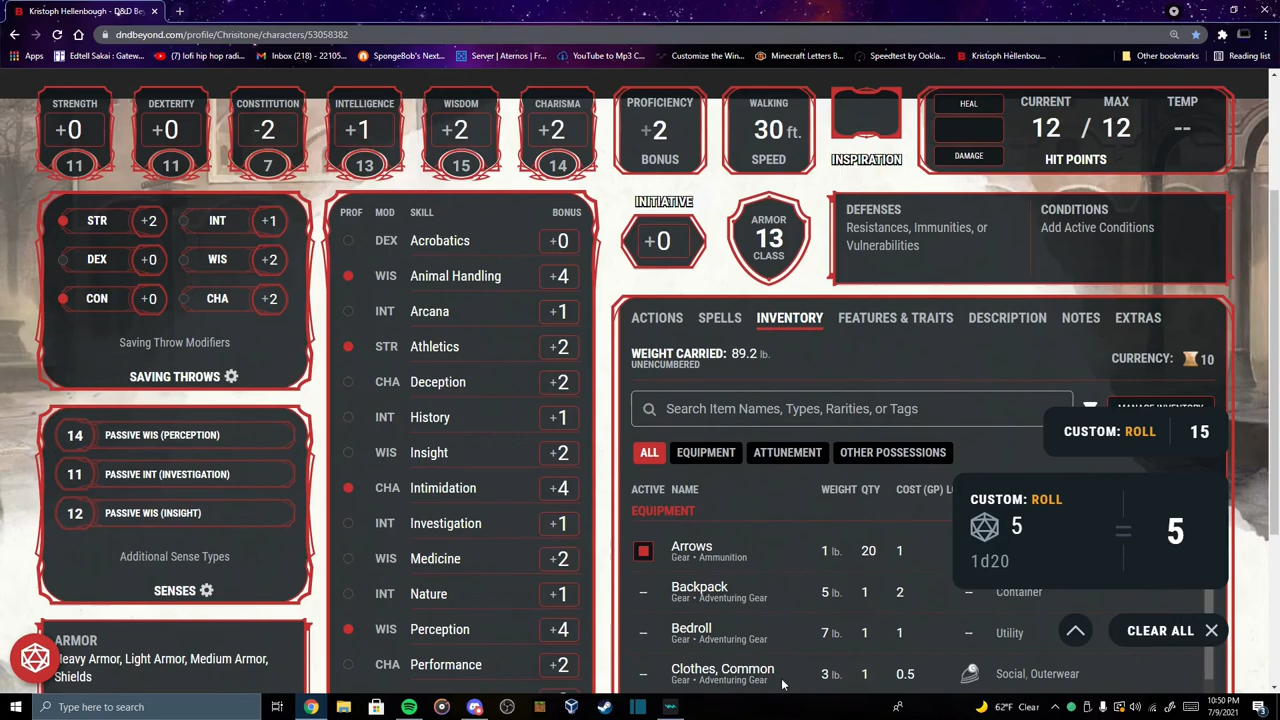 Kristoph Hellenbough - D&D Bey
dndbeyond.com/profile/Chrisitone/characters/53058382
Apps
Edtell Sakai : Gatew...
(7) lofi hip hop radi...
Inbox (218) - 22105...
SpongeBob's Next...
Server | Aternos | Fr...
YouTube to Mp3 C...
Customize the Win...
Minecraft Letters B...
Speedtest by Ookla...
Kristoph Hellenbou...
Other bookmarks
Reading list
STRENGTH
+0
11
DEXTERITY
+0
11
CONSTITUTION
-2
7
INTELLIGENCE
+1
13
WISDOM
+2
15
CHARISMA
+2
14
PROFICIENCY
+2
BONUS
WALKING
30 ft.
SPEED
INSPIRATION
HEAL
DAMAGE
CURRENT MAX TEMP
12 / 12 --
HIT POINTS
STR +2 INT +1
DEX +0 WIS +2
CON +0 CHA +2
Saving Throw Modifiers
SAVING THROWS
14 PASSIVE WIS (PERCEPTION)
11 PASSIVE INT (INVESTIGATION)
12 PASSIVE WIS (INSIGHT)
Additional Sense Types
SENSES
ARMOR
Heavy Armor, Light Armor, Medium Armor,
Shields
PROF MOD SKILL BONUS
DEX Acrobatics +0
WIS Animal Handling +4
INT Arcana +1
STR Athletics +2
CHA Deception +2
INT History +1
WIS Insight +2
CHA Intimidation +4
INT Investigation +1
WIS Medicine +2
INT Nature +1
WIS Perception +4
CHA Performance +2
INITIATIVE
+0
ARMOR
13
CLASS
DEFENSES
Resistances, Immunities, or
Vulnerabilities
CONDITIONS
Add Active Conditions
ACTIONS SPELLS INVENTORY FEATURES & TRAITS DESCRIPTION NOTES EXTRAS
WEIGHT CARRIED: 89.2 lb.
UNENCUMBERED
CURRENCY: 10
Search Item Names, Types, Rarities, or Tags
MANAGE INVENTORY
ALL EQUIPMENT ATTUNEMENT OTHER POSSESSIONS
ACTIVE NAME WEIGHT QTY COST (GP)
EQUIPMENT
Arrows 1 lb. 20 1
Gear • Ammunition
Backpack 5 lb. 1 2 -- Container
Gear • Adventuring Gear
Bedroll 7 lb. 1 1 -- Utility
Gear • Adventuring Gear
Clothes, Common 3 lb. 1 0.5 Social, Outerwear
Gear • Adventuring Gear
CUSTOM: ROLL 15
CUSTOM: ROLL
5 = 5
1d20
CLEAR ALL
Type here to search
62°F Clear
10:50 PM
7/9/2021